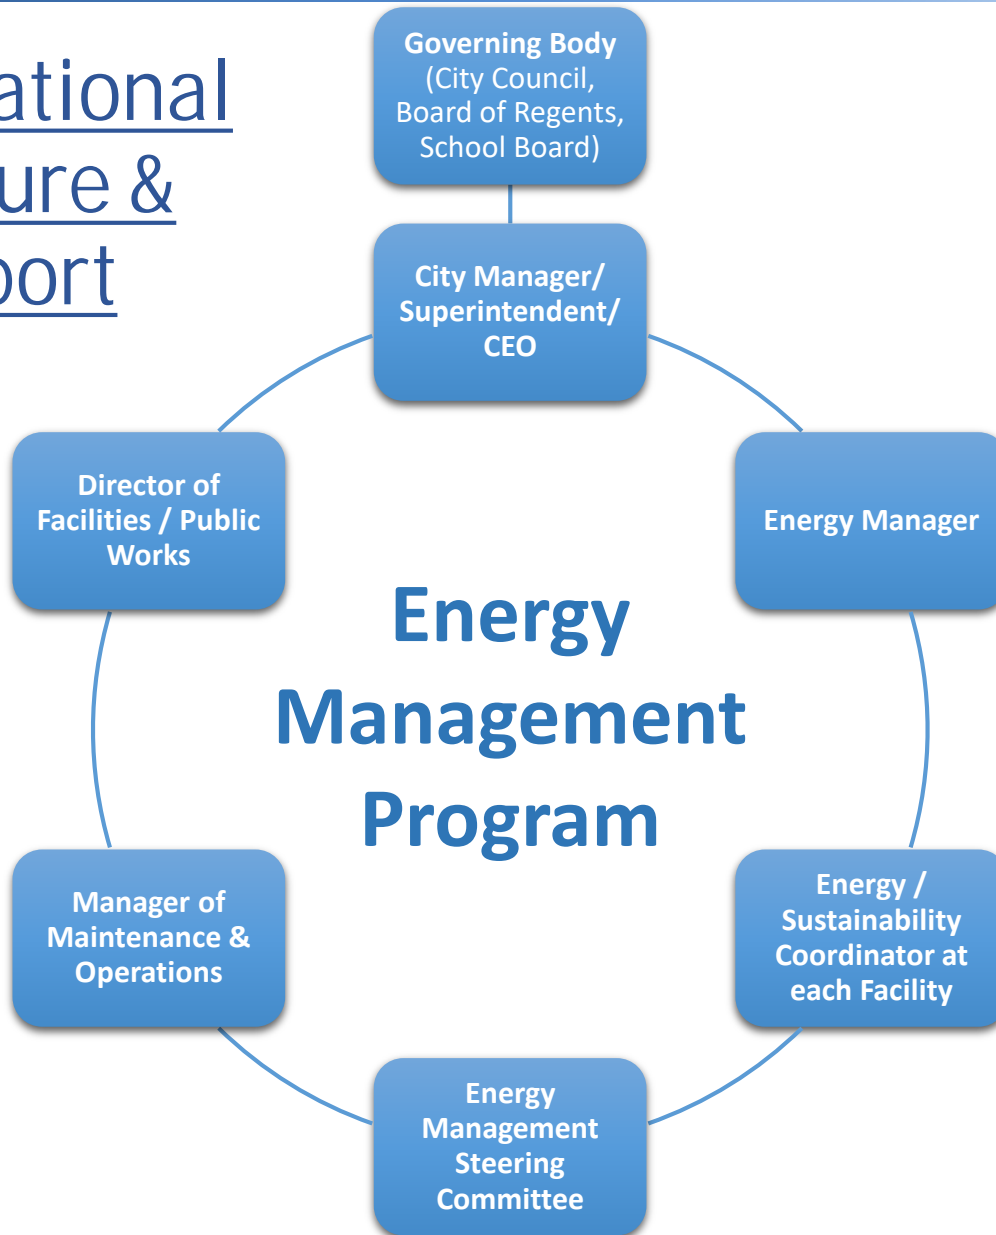 ational
ure &
port
Governing Body
(City Council,
Board of Regents,
School Board)
City Manager/
Superintendent/
CEO
Director of
Facilities / Public
Works
Energy Manager
Energy
Management
Program
Manager of
Maintenance &
Operations
Energy /
Sustainability
Coordinator at
each Facility
Energy
Management
Steering
Committee